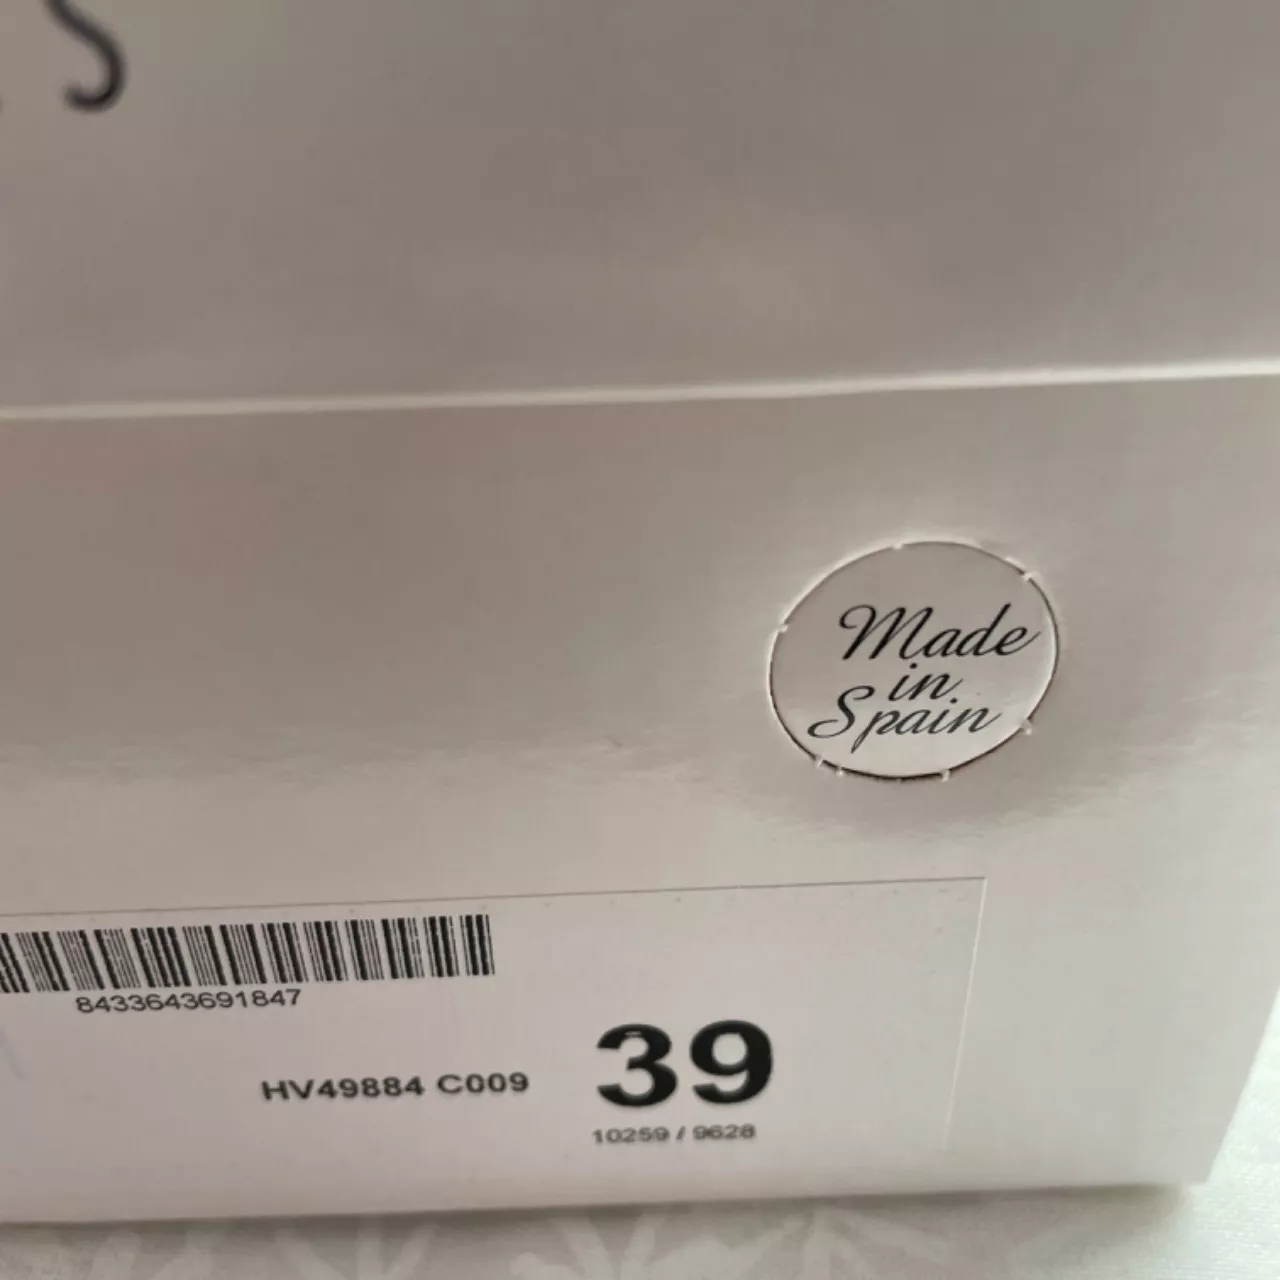 S
Made
in
Spain
8433643691847
HV49884 C009
39
10259 / 9628